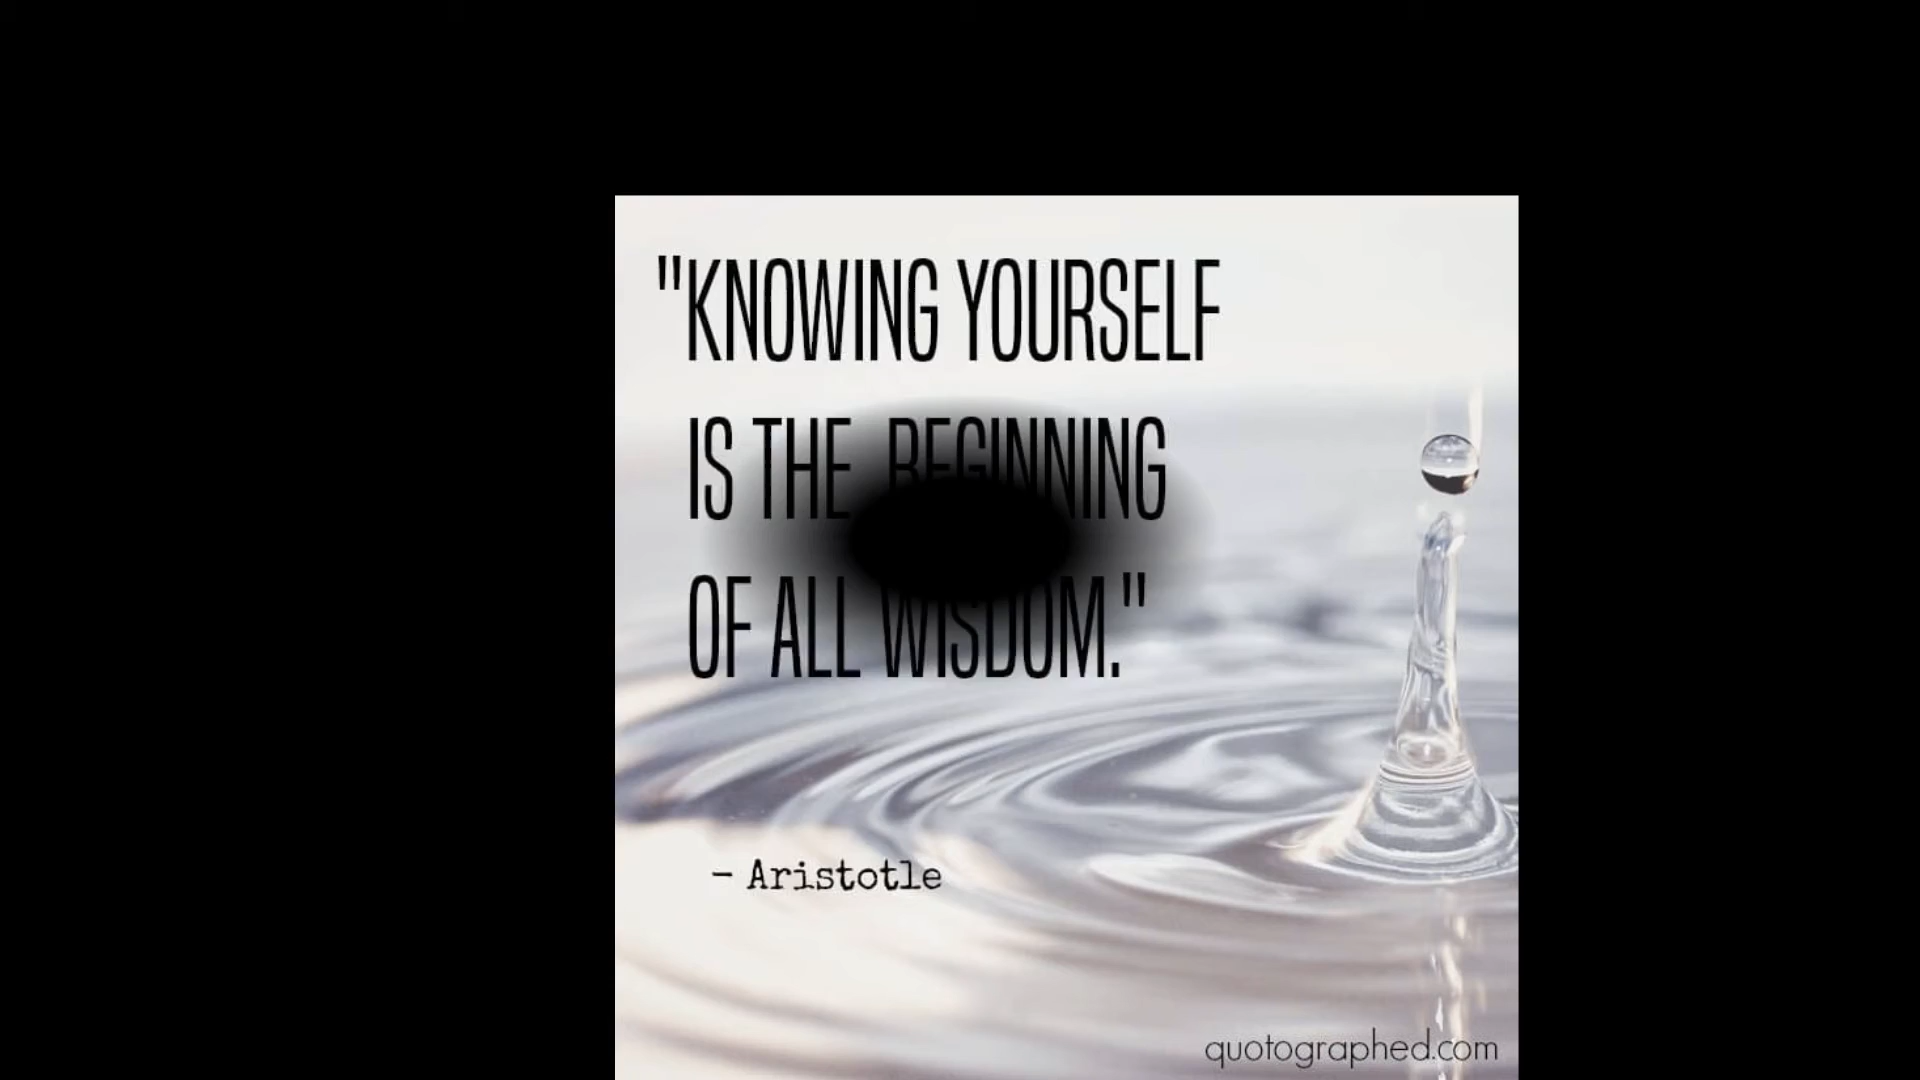 "KNOWING YOURSELF
IS THE BEGINNING
OF ALL WISDOM."
- Aristotle
quotographed.com